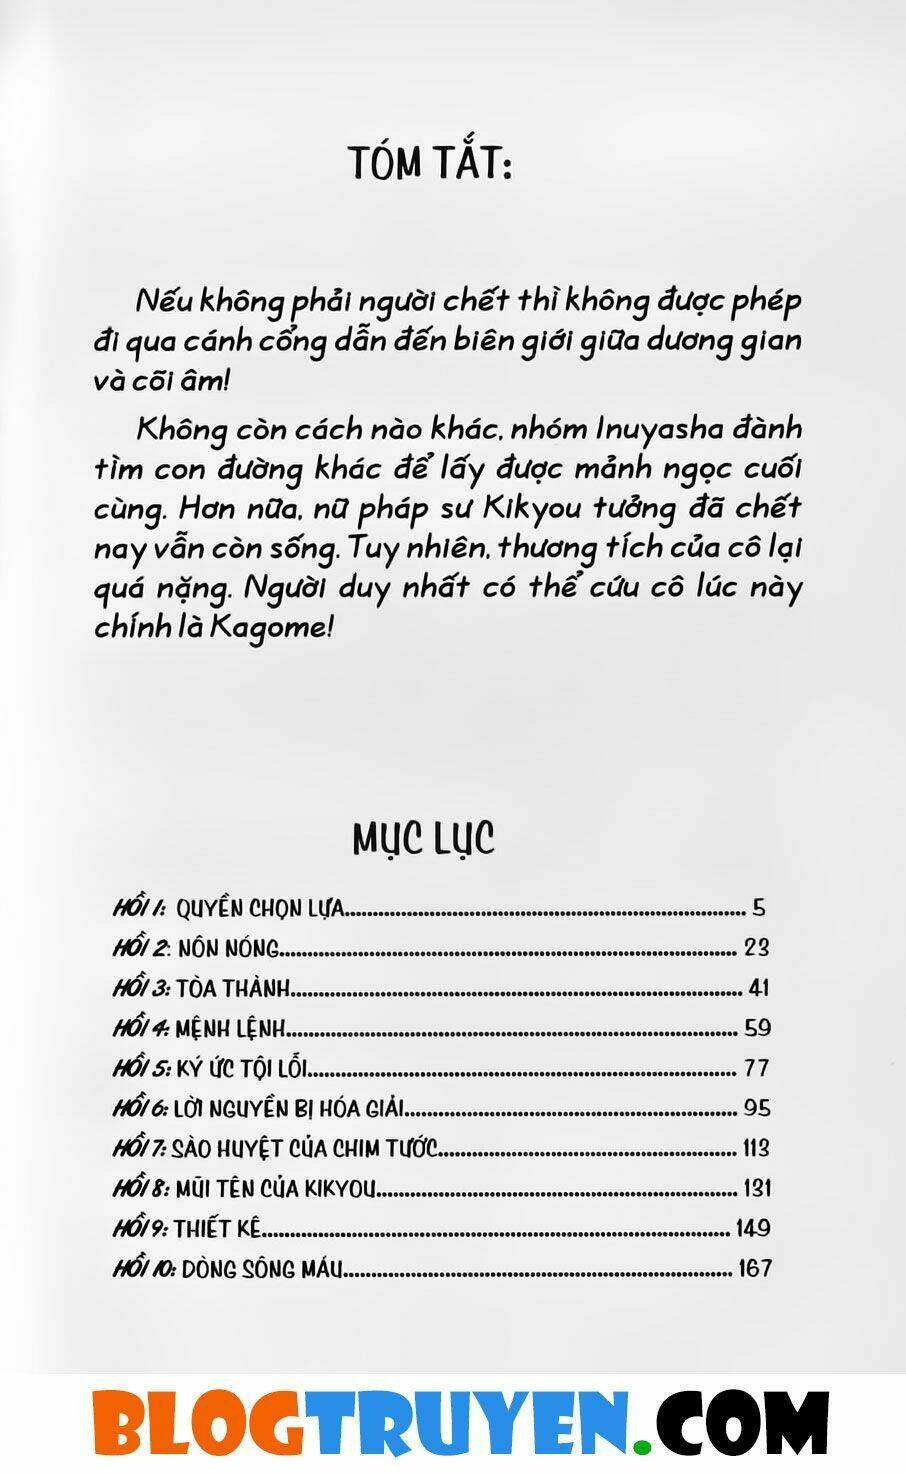 TÓM TẮT:
Nếu không phải người chết thì không được phép
đi qua cánh cổng dẫn đến biên giới giữa dương gian
và cõi âm!
Không còn cách nào khác, nhóm Inuyasha đành
tìm con đường khác để lấy được mảnh ngọc cuối
cùng. Hơn nữa, nữ pháp sư Kikyou tưởng đã chết
nay vẫn còn sống. Tuy nhiên, thương tích của cô lại
quá nặng. Người duy nhất có thể cứu cô lúc này
chính là Kagome!
MỤC LỤC
HỒI 1: QUYỀN CHỌN LỰA.................... 5
HỒI 2: NÔN NÓNG.................... 23
HỒI 3: TÒA THÀNH.................... 41
HỒI 4: MỆNH LỆNH.................... 59
HỒI 5: KÝ ỨC TỘI LỖI.................... 77
HỒI 6: LỜI NGUYỀN BỊ HÓA GIẢI.................... 95
HỒI 7: SÀO HUYỆT CỦA CHIM TƯỚC.................... 113
HỒI 8: MŨI TÊN CỦA KIKYOU.................... 131
HỒI 9: THIẾT KÊ.................... 149
HỒI 10: DÒNG SÔNG MÁU.................... 167
BLOGTRUYEN.COM